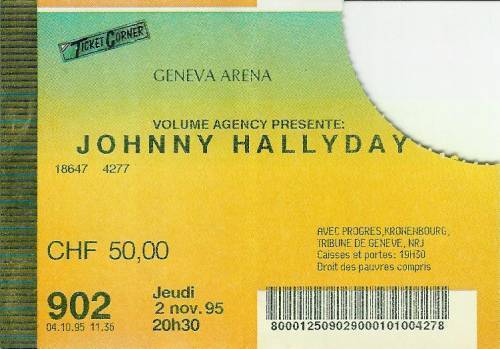 TICKET CORNER
GENEVA ARENA
VOLUME AGENCY PRESENTE:
JOHNNY HALLYDAY
18647 4277
AVEC PROGRES,KRONENBOURG,
TRIBUNE DE GENEVE, NRJ
Caisses et portes: 19H30
Droit des pauvres compris
CHF 50,00
902
04.10.95 11.36
Jeudi
2 nov. 95
20h30
800012509029000101004278